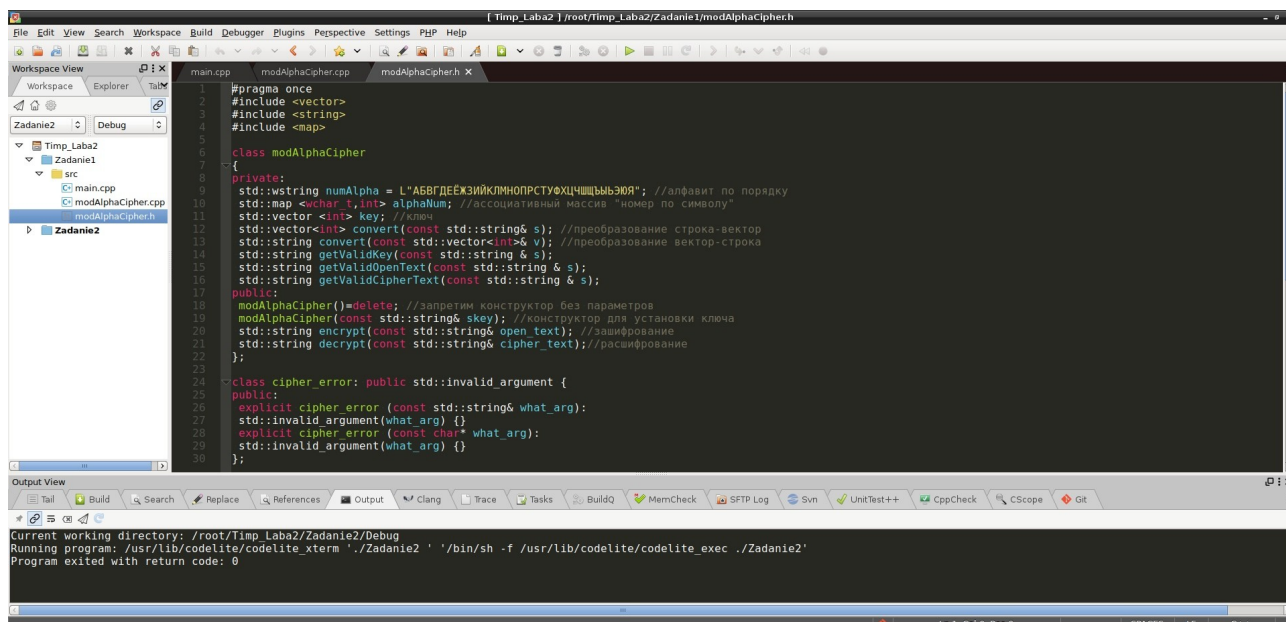 [ Timp_Laba2 ] /root/Timp_Laba2/Zadanie1/modAlphaCipher.h
File Edit View Search Workspace Build Debugger Plugins Perspective Settings PHP Help
Workspace View
Workspace Explorer
Zadanie2 Debug
Timp_Laba2
Zadanie1
src
main.cpp
modAlphaCipher.cpp
modAlphaCipher.h
Zadanie2
main.cpp modAlphaCipher.cpp modAlphaCipher.h
1 #pragma once
2 #include <vector>
3 #include <string>
4 #include <map>
5
6 class modAlphaCipher
7 {
8 private:
9 std::wstring numAlpha = L"АБВГДЕЁЖЗИЙКЛМНОПРСТУФХЦЧШЩЪЫЬЭЮЯ"; //алфавит по порядку
10 std::map <wchar_t,int> alphaNum; //ассоциативный массив "номер по символу"
11 std::vector <int> key; //ключ
12 std::vector<int> convert(const std::string& s); //преобразование строка-вектор
13 std::string convert(const std::vector<int>& v); //преобразование вектор-строка
14 std::string getValidKey(const std::string & s);
15 std::string getValidOpenText(const std::string & s);
16 std::string getValidCipherText(const std::string & s);
17 public:
18 modAlphaCipher()=delete; //запретим конструктор без параметров
19 modAlphaCipher(const std::string& skey); //конструктор для установки ключа
20 std::string encrypt(const std::string& open_text); //зашифрование
21 std::string decrypt(const std::string& cipher_text);//расшифрование
22 };
23
24 class cipher_error: public std::invalid_argument {
25 public:
26 explicit cipher_error (const std::string& what_arg):
27 std::invalid_argument(what_arg) {}
28 explicit cipher_error (const char* what_arg):
29 std::invalid_argument(what_arg) {}
30 };
Output View
Tail Build Search Replace References Output Clang Trace Tasks BuildQ MemCheck SFTP Log Svn UnitTest++ CppCheck CScope Git
Current working directory: /root/Timp_Laba2/Zadanie2/Debug
Running program: /usr/lib/codelite/codelite_xterm './Zadanie2 ' '/bin/sh -f /usr/lib/codelite/codelite_exec ./Zadanie2'
Program exited with return code: 0